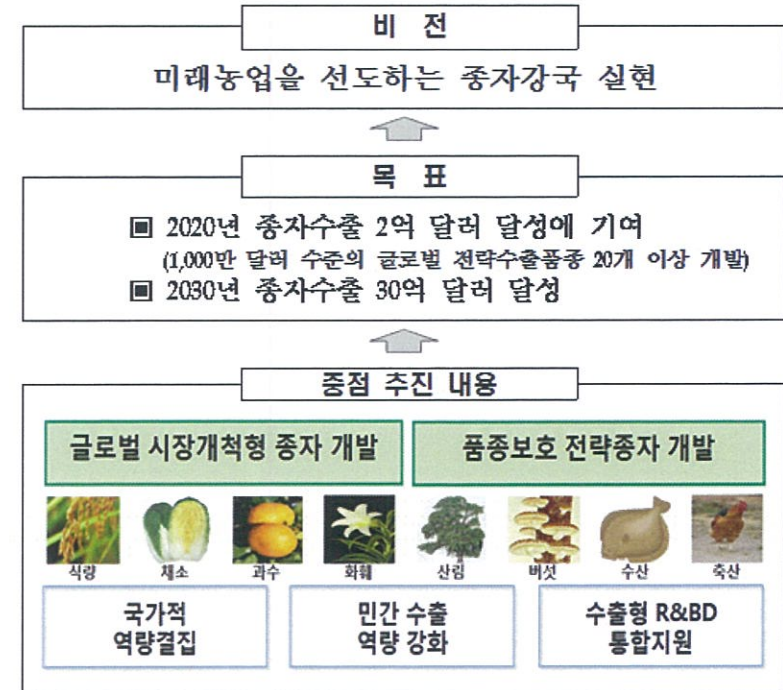 비 전
미래농업을 선도하는 종자강국 실현
목 표
▣ 2020년 종자수출 2억 달러 달성에 기여
(1,000만 달러 수준의 글로벌 전략수출품종 20개 이상 개발)
▣ 2030년 종자수출 30억 달러 달성
중점 추진 내용
글로벌 시장개척형 종자 개발 품종보호 전략종자 개발
식량 채소 과수 화훼 산림 버섯 수산 축산
국가적 민간 수출 수출형 R&BD
역량결집 역량 강화 통합지원